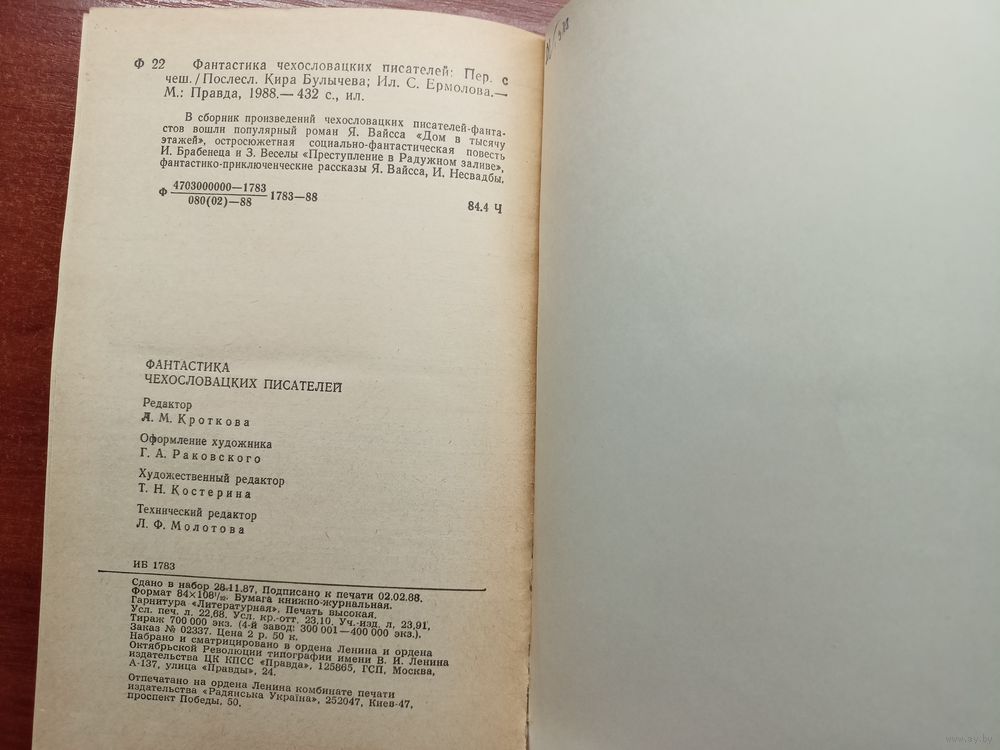 Ф 22 Фантастика чехословацких писателей: Пер. с
чеш. / Послесл. Кира Булычева; Ил. С. Ермолова.—
М.: Правда, 1988.— 432 с., ил.
В сборник произведений чехословацких писателей-фанта-
стов вошли популярный роман Я. Вайсса «Дом в тысячу
этажей», остросюжетная социально-фантастическая повесть
И. Брабенеца и З. Веселы «Преступление в Радужном заливе»,
фантастико-приключенческие рассказы Я. Вайсса, И. Несвадбы.
Ф 4703000000—1783 1783—88
080(02)—88
84.4 Ч
ФАНТАСТИКА
ЧЕХОСЛОВАЦКИХ ПИСАТЕЛЕЙ
Редактор
А. М. Кроткова
Оформление художника
Г. А. Раковского
Художественный редактор
Т. Н. Костерина
Технический редактор
Л. Ф. Молотова
ИБ 1783
Сдано в набор 28.11.87. Подписано к печати 02.02.88.
Формат 84×108¹/₃₂. Бумага книжно-журнальная.
Гарнитура «Литературная». Печать высокая.
Усл. печ. л. 22,68. Усл. кр.-отт. 23,10. Уч.-изд. л. 23,91.
Тираж 700 000 экз. (4-й завод: 300 001—400 000 экз.).
Заказ № 02337. Цена 2 р. 50 к.
Набрано и сматрицировано в ордена Ленина и ордена
Октябрьской Революции типографии имени В. И. Ленина
издательства ЦК КПСС «Правда», 125865, ГСП, Москва,
А-137, улица «Правды», 24.
Отпечатано на ордена Ленина комбинате печати
издательства «Радянська Україна», 252047, Киев-47,
проспект Победы, 50.
www.ay.by